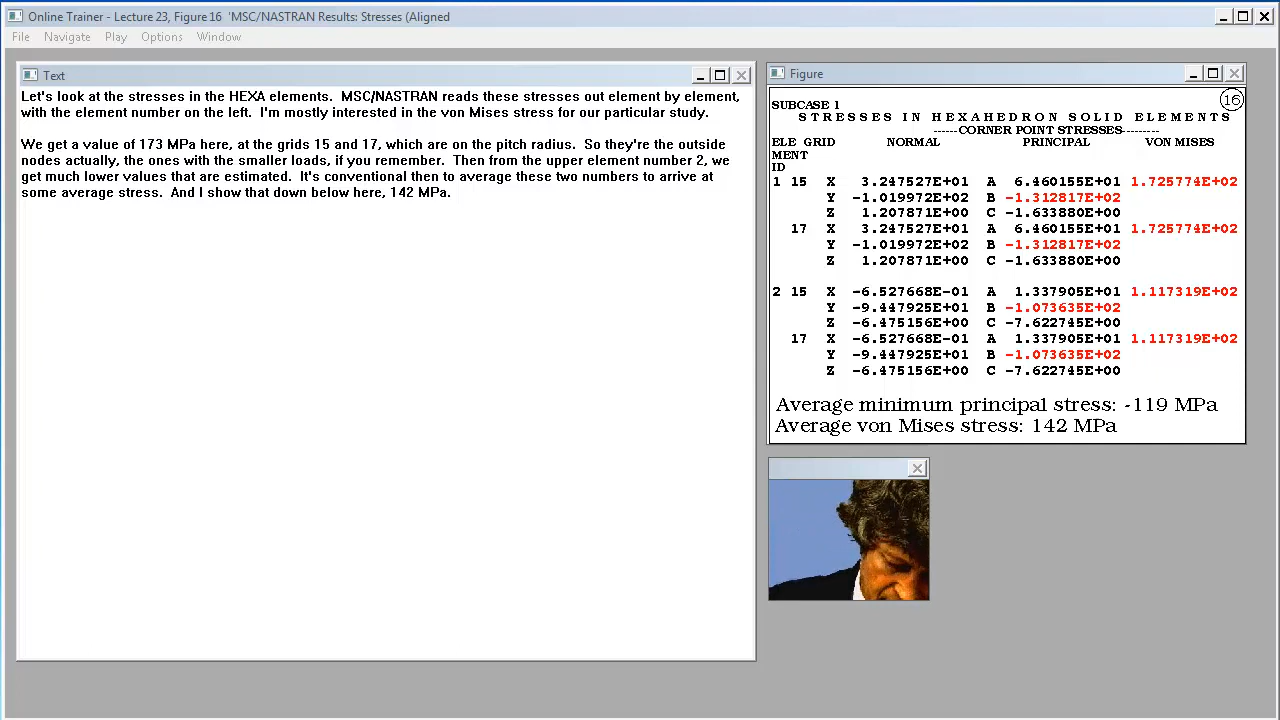 Online Trainer - Lecture 23, Figure 16  'MSC/NASTRAN Results: Stresses (Aligned
File  Navigate  Play  Options  Window
Text
Let's look at the stresses in the HEXA elements.  MSC/NASTRAN reads these stresses out element by element,
with the element number on the left.  I'm mostly interested in the von Mises stress for our particular study.
We get a value of 173 MPa here, at the grids 15 and 17, which are on the pitch radius.  So they're the outside
nodes actually, the ones with the smaller loads, if you remember.  Then from the upper element number 2, we
get much lower values that are estimated.  It's conventional then to average these two numbers to arrive at
some average stress.  And I show that down below here, 142 MPa.
Figure
16
SUBCASE 1
STRESSES IN HEXAHEDRON SOLID ELEMENTS
------CORNER POINT STRESSES---------
ELE GRID NORMAL PRINCIPAL VON MISES
MENT
ID
1 15 X 3.247527E+01 A 6.460155E+01 1.725774E+02
Y -1.019972E+02 B -1.312817E+02
Z 1.207871E+00 C -1.633880E+00
17 X 3.247527E+01 A 6.460155E+01 1.725774E+02
Y -1.019972E+02 B -1.312817E+02
Z 1.207871E+00 C -1.633880E+00
2 15 X -6.527668E-01 A 1.337905E+01 1.117319E+02
Y -9.447925E+01 B -1.073635E+02
Z -6.475156E+00 C -7.622745E+00
17 X -6.527668E-01 A 1.337905E+01 1.117319E+02
Y -9.447925E+01 B -1.073635E+02
Z -6.475156E+00 C -7.622745E+00
Average minimum principal stress: -119 MPa
Average von Mises stress: 142 MPa